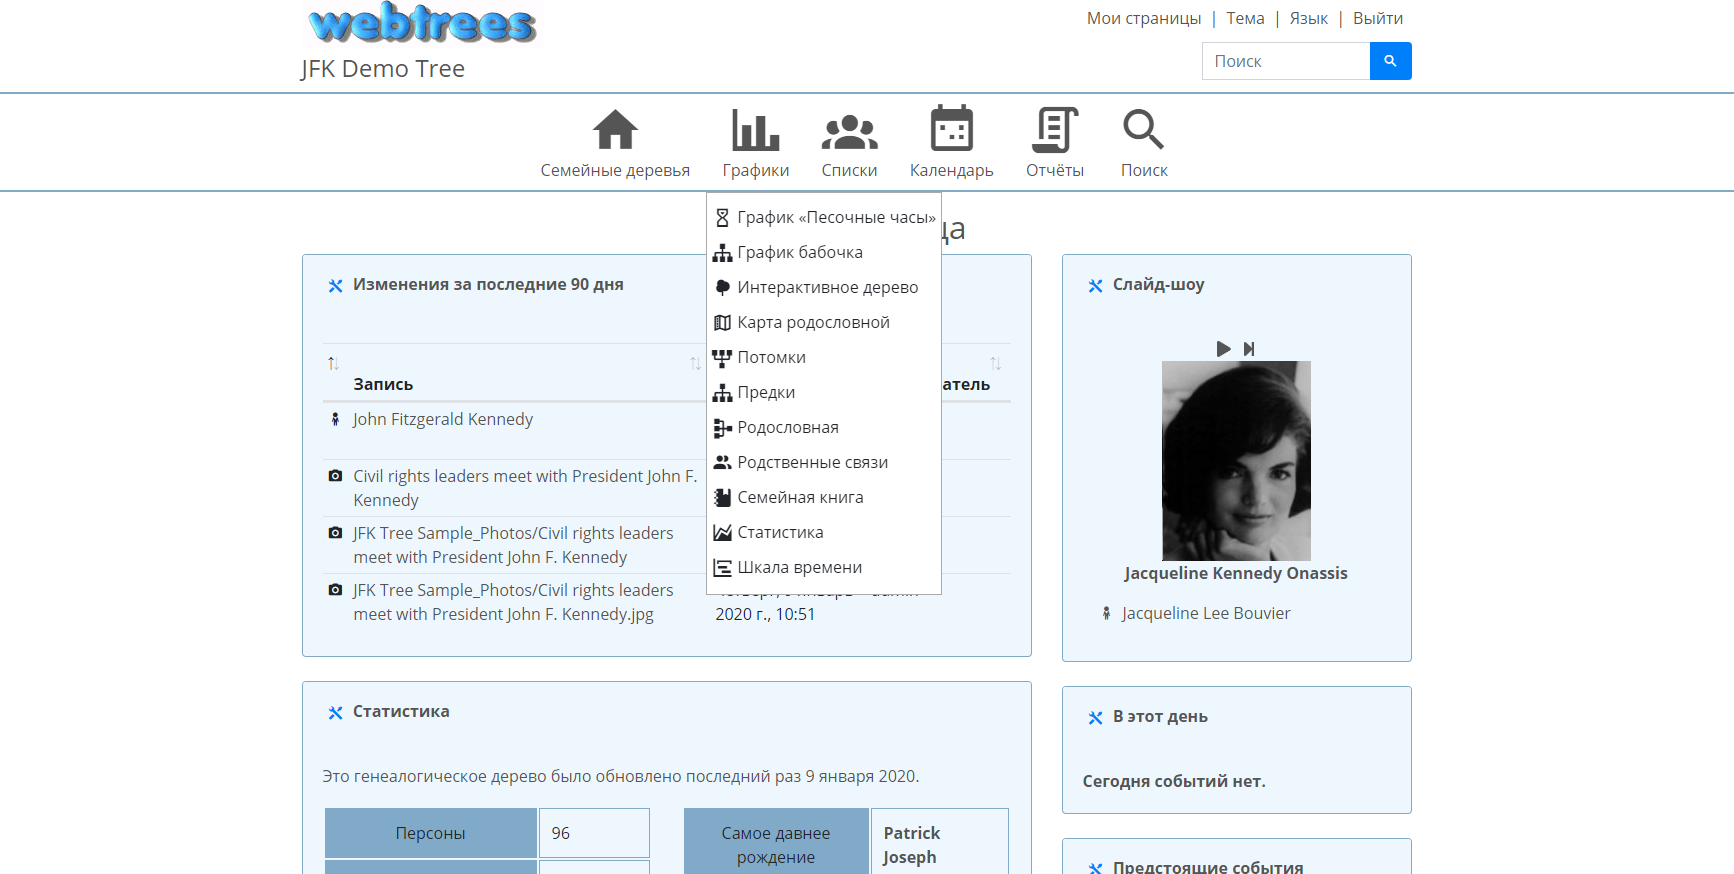 webtrees
JFK Demo Tree
Мои страницы | Тема | Язык | Выйти
Поиск
Семейные деревья
Графики
Списки
Календарь
Отчёты
Поиск
График «Песочные часы»
График бабочка
Интерактивное дерево
Карта родословной
Потомки
Предки
Родословная
Родственные связи
Семейная книга
Статистика
Шкала времени
Изменения за последние 90 дня
Запись
John Fitzgerald Kennedy
Civil rights leaders meet with President John F.
Kennedy
JFK Tree Sample_Photos/Civil rights leaders
meet with President John F. Kennedy
JFK Tree Sample_Photos/Civil rights leaders
meet with President John F. Kennedy.jpg
2020 г., 10:51
Статистика
Это генеалогическое дерево было обновлено последний раз 9 января 2020.
Персоны
96
Самое давнее
рождение
Patrick
Joseph
Слайд-шоу
Jacqueline Kennedy Onassis
Jacqueline Lee Bouvier
В этот день
Сегодня событий нет.
Предстоящие события